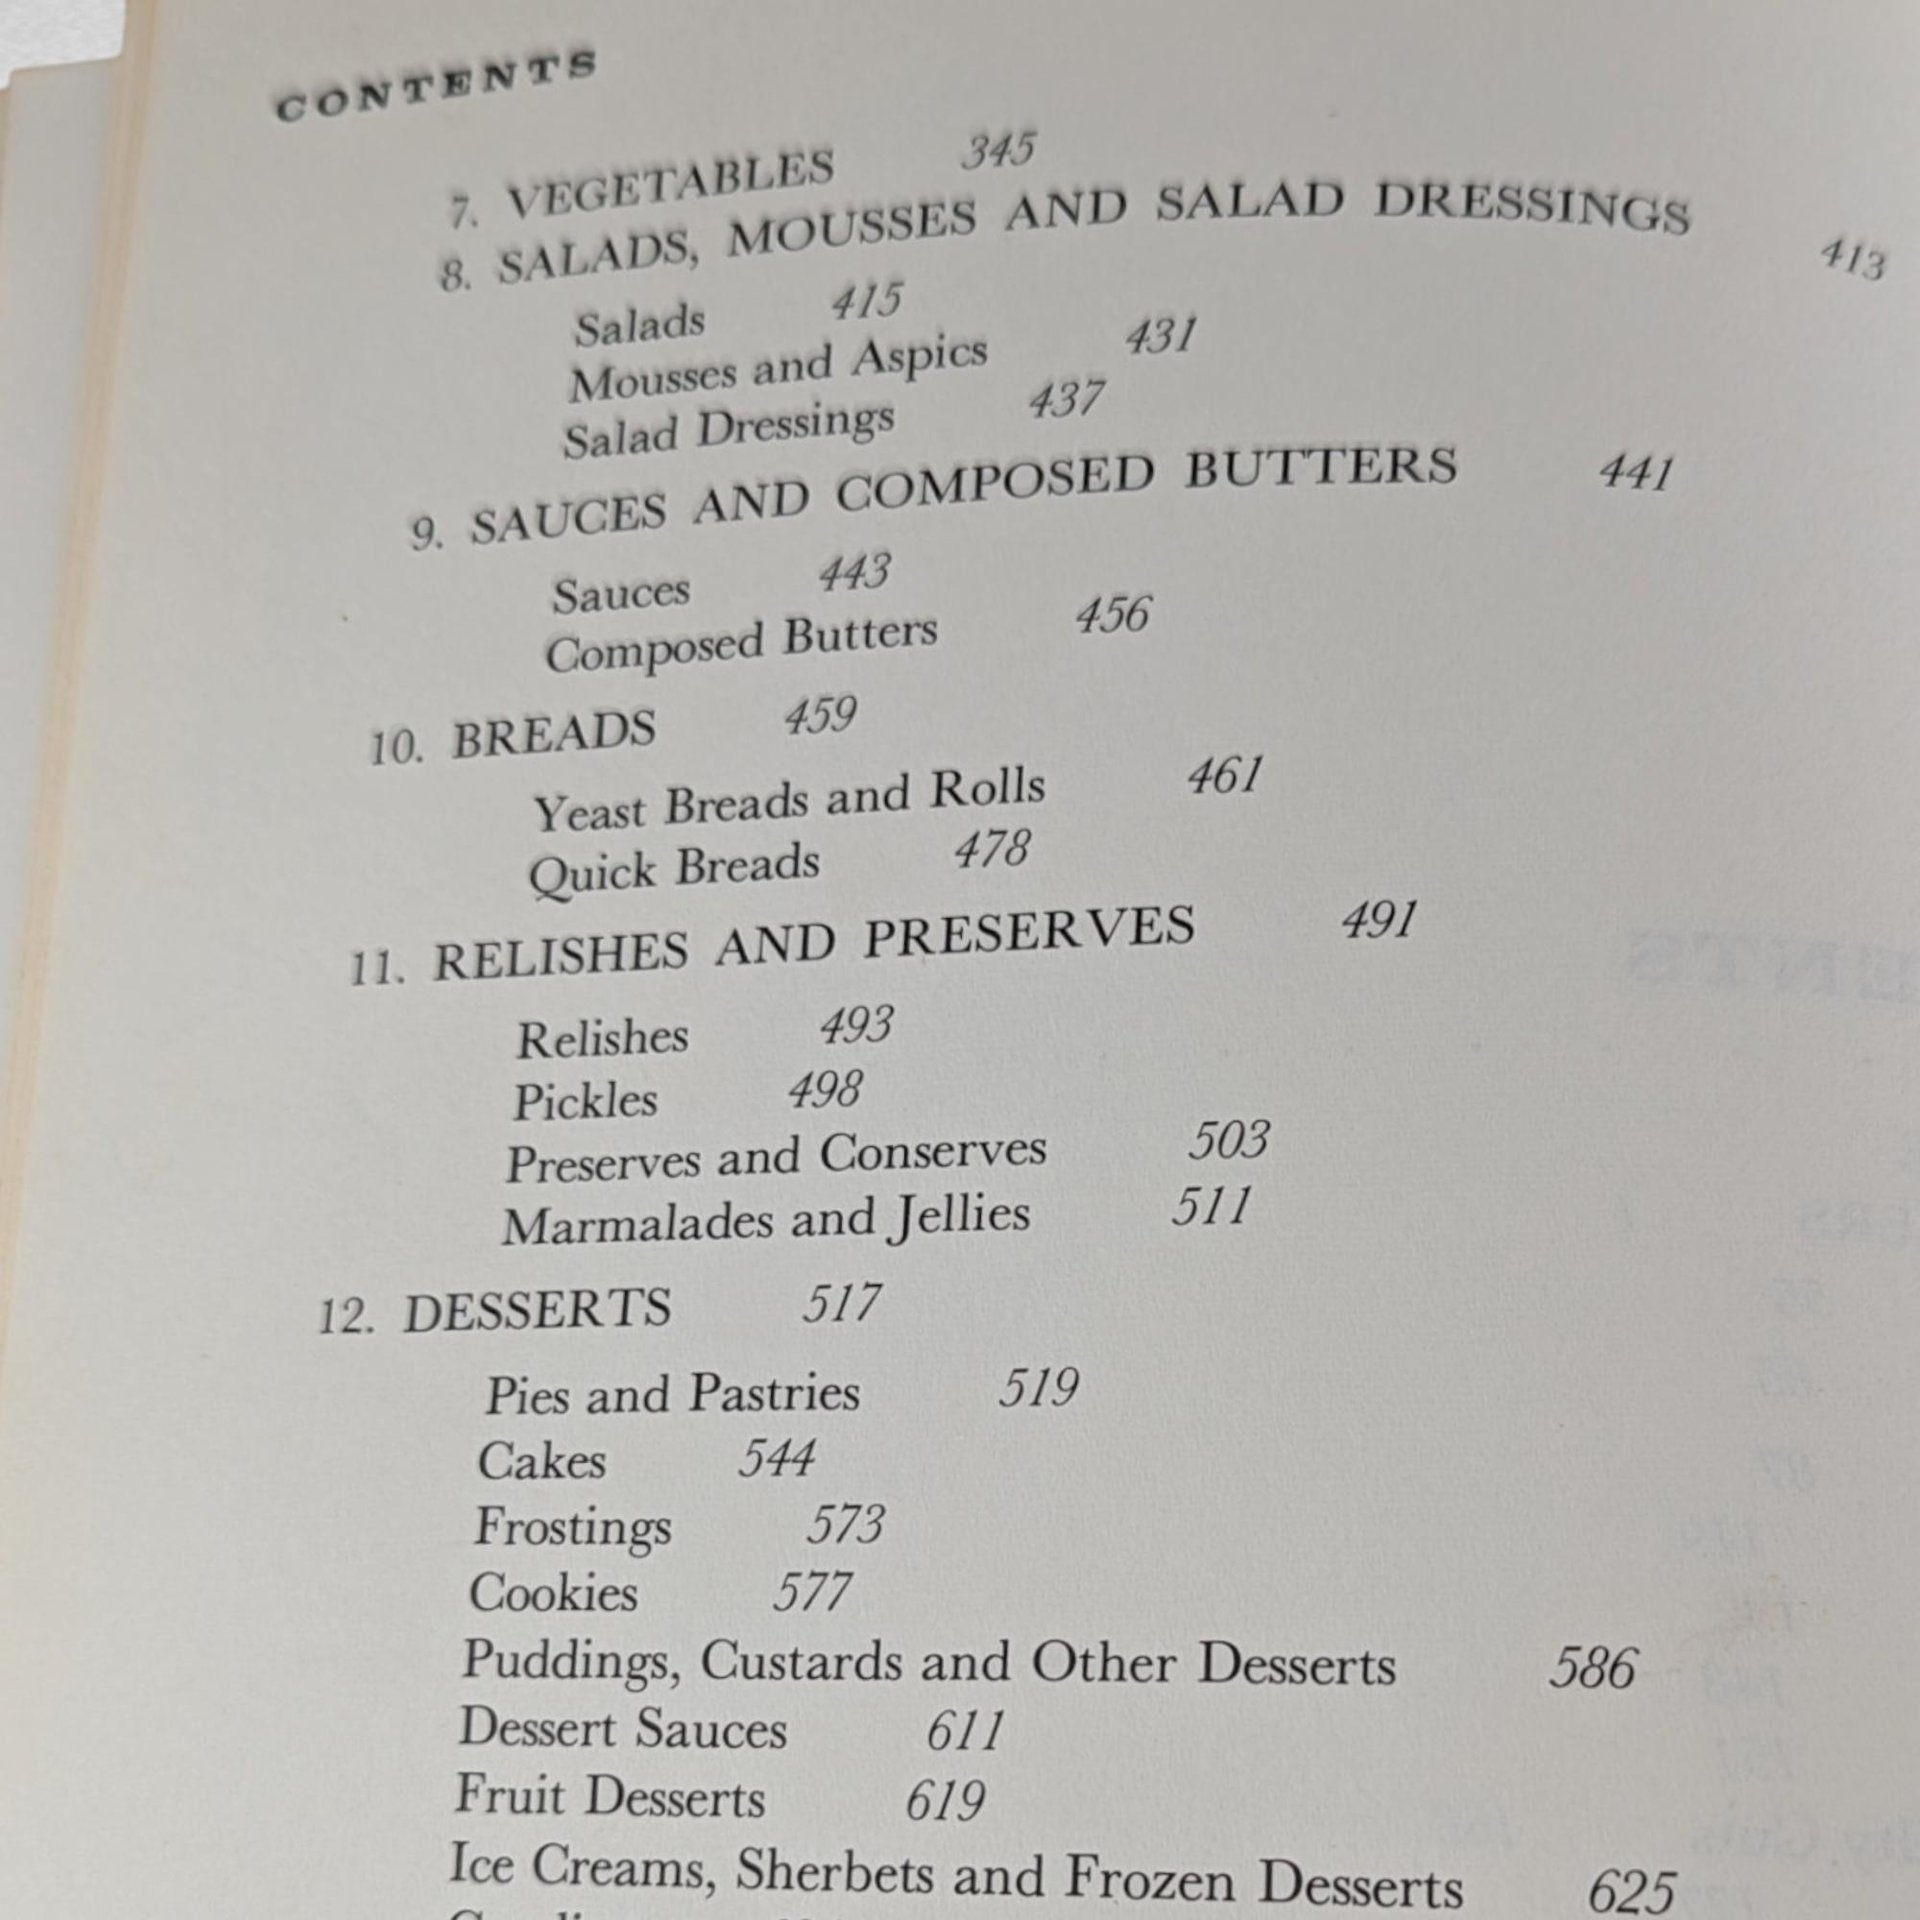 CONTENTS
7. VEGETABLES 345
8. SALADS, MOUSSES AND SALAD DRESSINGS 413
Salads 415
Mousses and Aspics 431
Salad Dressings 437
9. SAUCES AND COMPOSED BUTTERS 441
Sauces 443
Composed Butters 456
10. BREADS 459
Yeast Breads and Rolls 461
Quick Breads 478
11. RELISHES AND PRESERVES 491
Relishes 493
Pickles 498
Preserves and Conserves 503
Marmalades and Jellies 511
12. DESSERTS 517
Pies and Pastries 519
Cakes 544
Frostings 573
Cookies 577
Puddings, Custards and Other Desserts 586
Dessert Sauces 611
Fruit Desserts 619
Ice Creams, Sherbets and Frozen Desserts 625